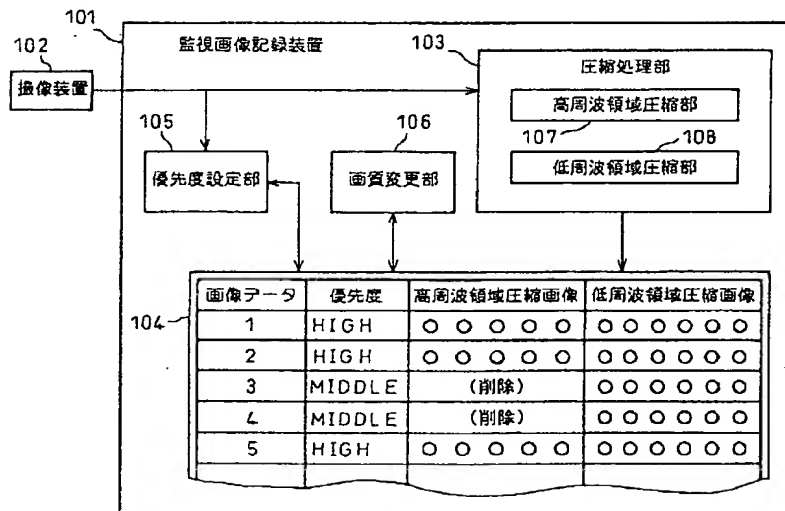 101
監視画像記録装置
102
撮像装置
103
圧縮処理部
高周波領域圧縮部
107
108
低周波領域圧縮部
105
優先度設定部
106
画質変更部
104
画像データ 優先度 高周波領域圧縮画像 低周波領域圧縮画像
1 HIGH ○ ○ ○ ○ ○ ○ ○ ○ ○ ○ ○
2 HIGH ○ ○ ○ ○ ○ ○ ○ ○ ○ ○ ○
3 MIDDLE (削除) ○ ○ ○ ○ ○ ○
4 MIDDLE (削除) ○ ○ ○ ○ ○ ○
5 HIGH ○ ○ ○ ○ ○ ○ ○ ○ ○ ○ ○